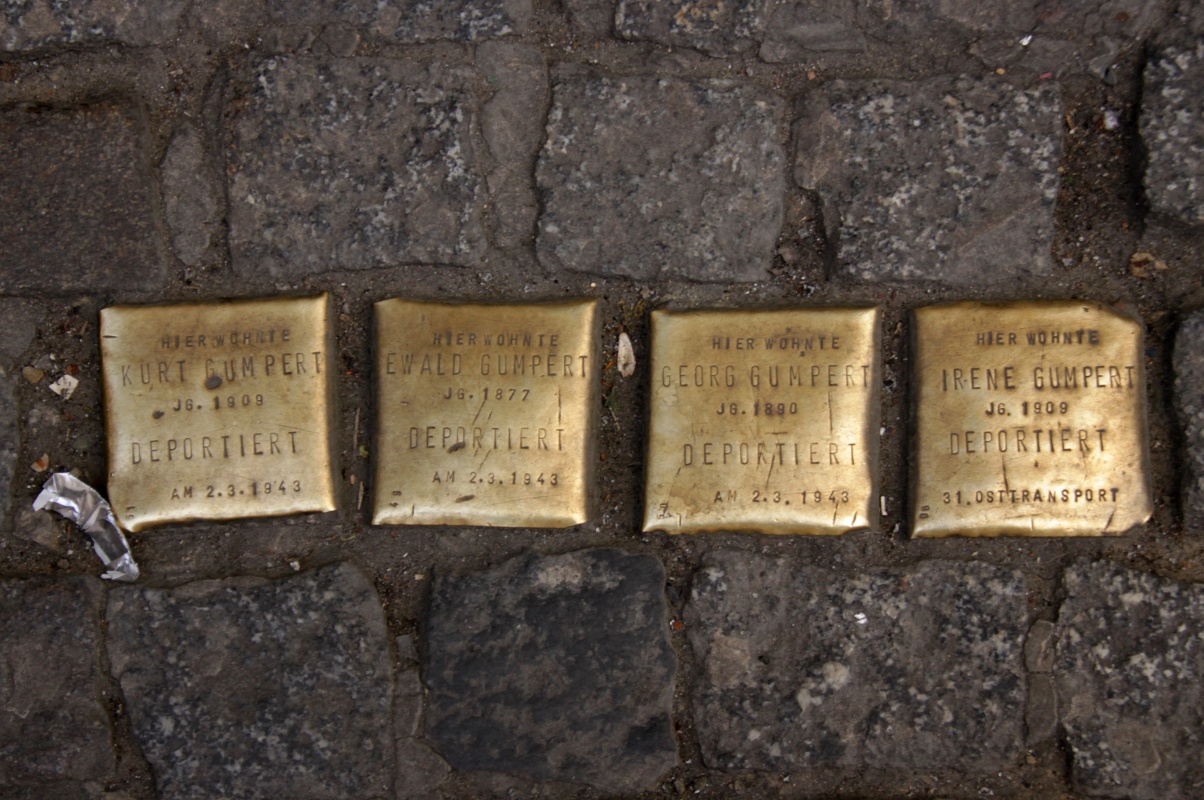 HIER WOHNTE
KURT GUMPERT
JG. 1909
DEPORTIERT
AM 2.3.1943
HIER WOHNTE
EWALD GUMPERT
JG. 1877
DEPORTIERT
AM 2.3.1943
HIER WOHNTE
GEORG GUMPERT
JG. 1890
DEPORTIERT
AM 2.3.1943
HIER WOHNTE
IRENE GUMPERT
JG. 1909
DEPORTIERT
31.OSTTRANSPORT